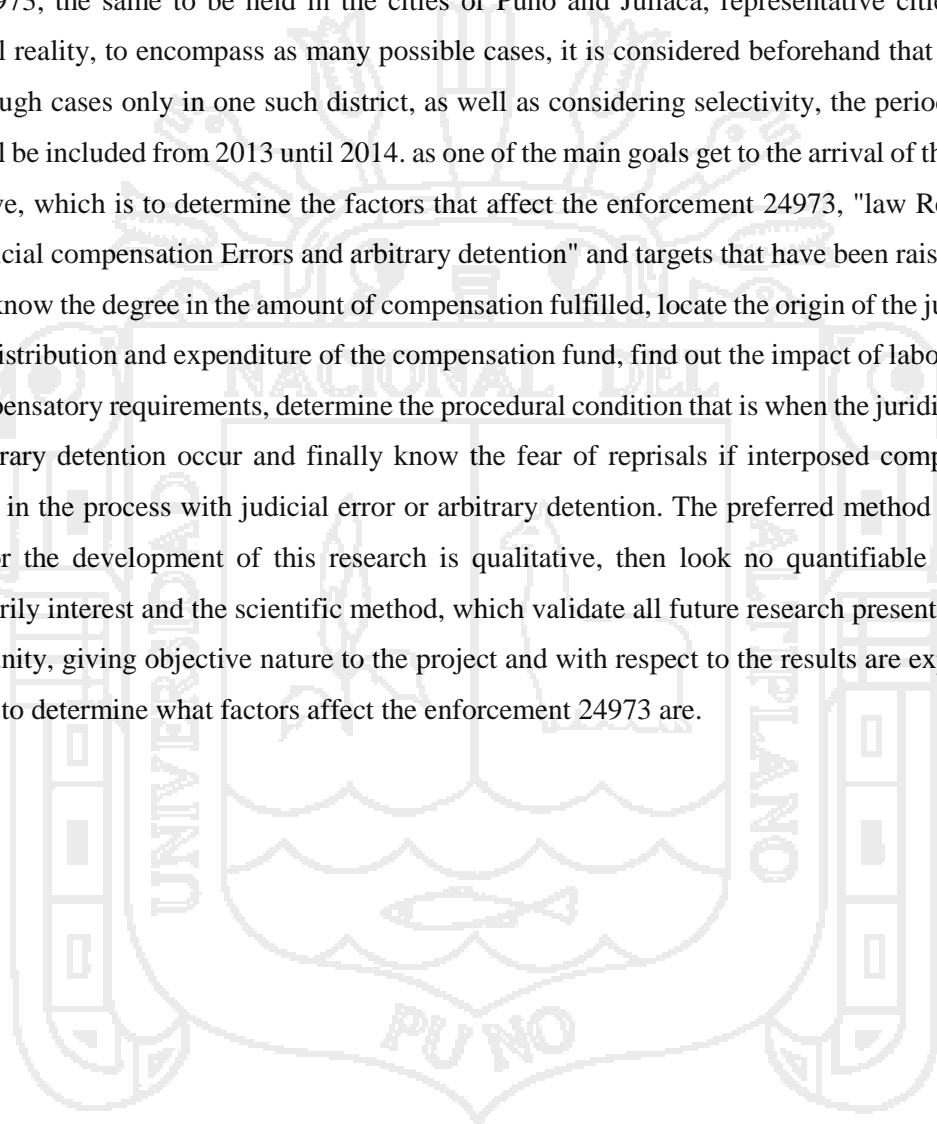 973, the same to be held in the cities of Puno and Juliaca, representative citie
l reality, to encompass as many possible cases, it is considered beforehand that
ugh cases only in one such district, as well as considering selectivity, the period
l be included from 2013 until 2014. as one of the main goals get to the arrival of th
ve, which is to determine the factors that affect the enforcement 24973, "law Re
icial compensation Errors and arbitrary detention" and targets that have been rais
know the degree in the amount of compensation fulfilled, locate the origin of the ju
istribution and expenditure of the compensation fund, find out the impact of labo
pensatory requirements, determine the procedural condition that is when the juridi
rary detention occur and finally know the fear of reprisals if interposed comp
in the process with judicial error or arbitrary detention. The preferred method
or the development of this research is qualitative, then look no quantifiable
rily interest and the scientific method, which validate all future research present
unity, giving objective nature to the project and with respect to the results are ex
to determine what factors affect the enforcement 24973 are.
NACIONAL DEL
UNIVERSIDAD
ALTIPLANO
PUNO